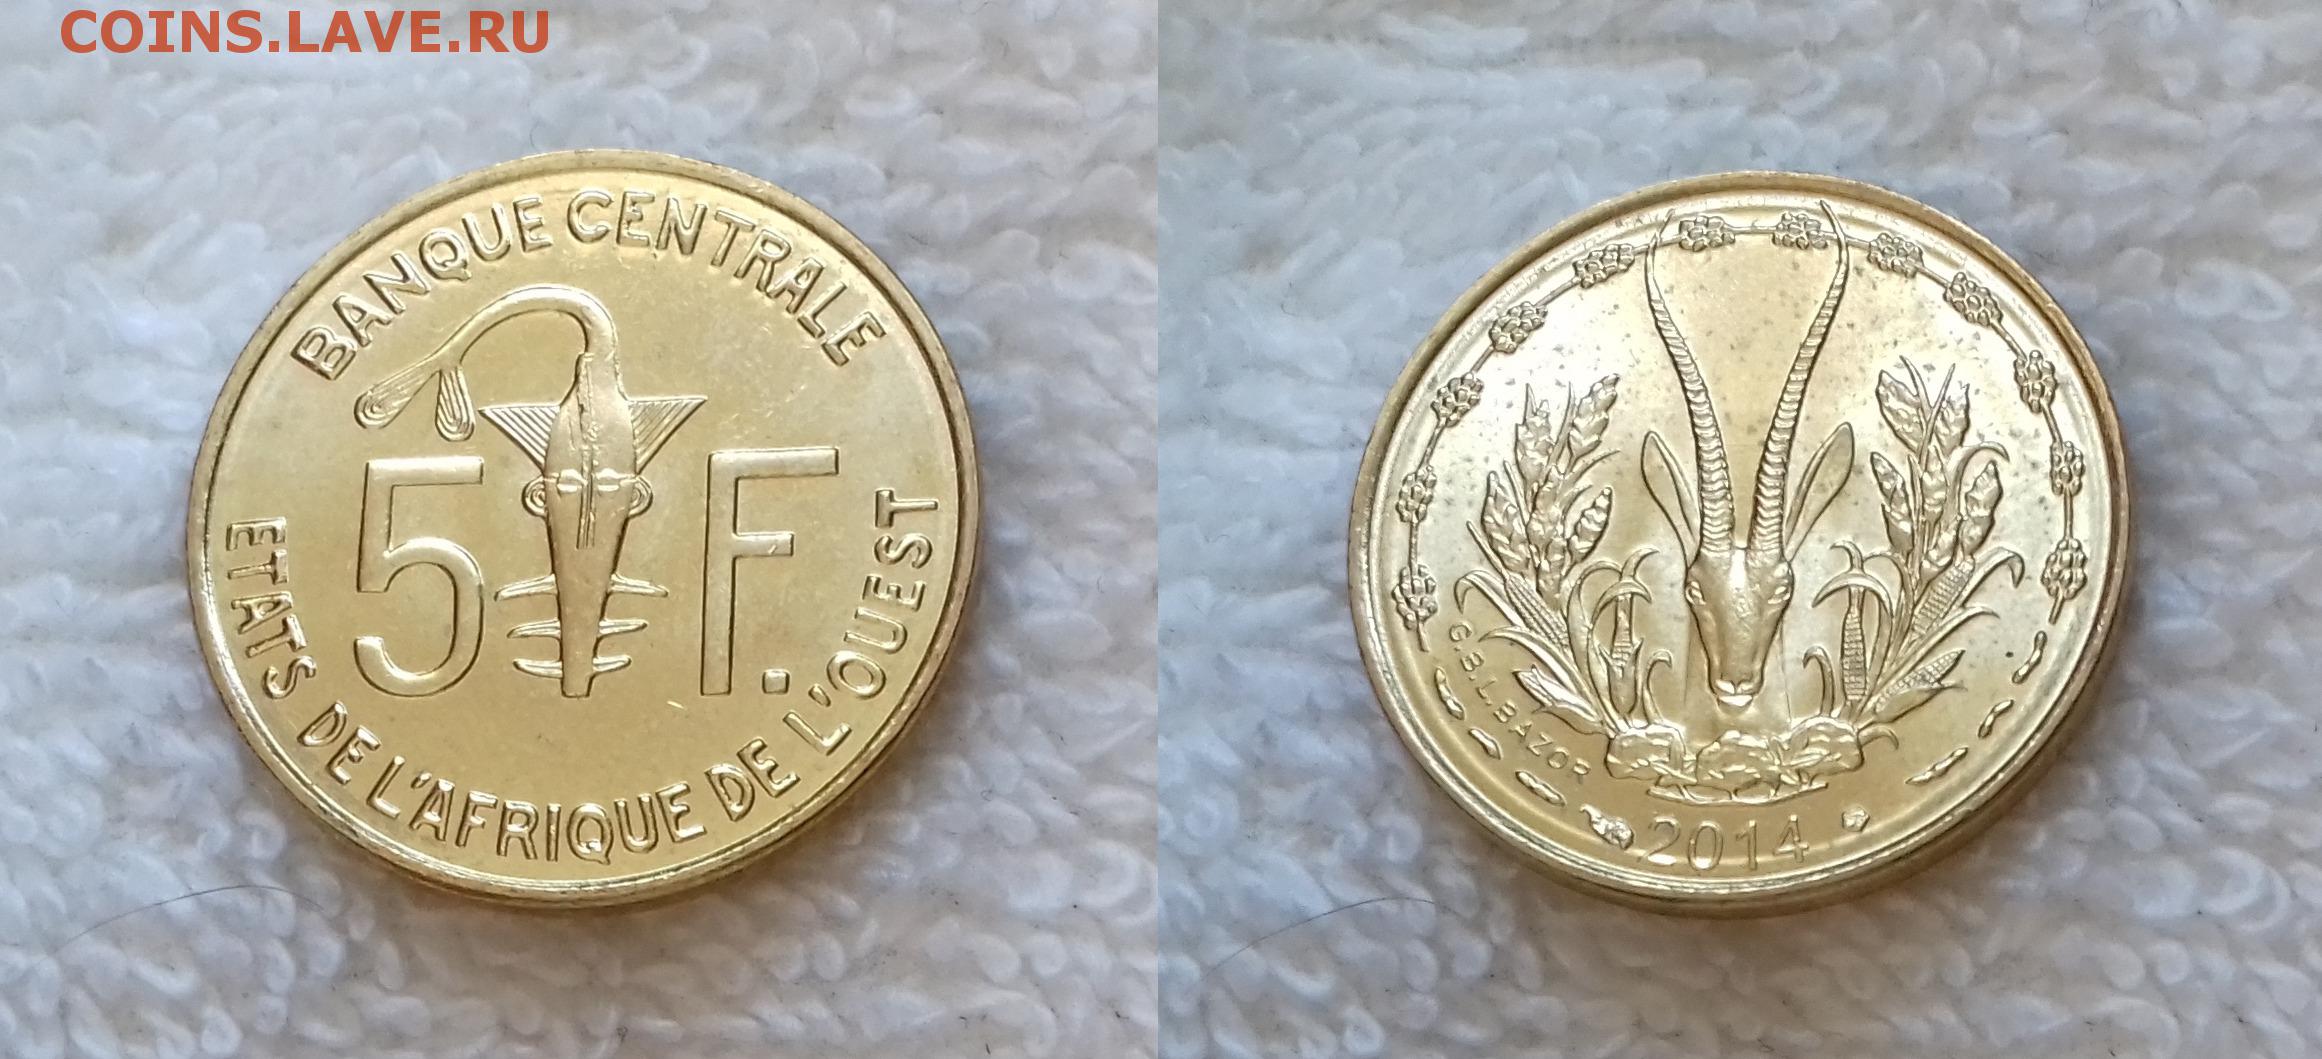 COINS.LAVE.RU
BANQUE CENTRALE
5 F.
ETATS DE L'AFRIQUE DE L'OUEST
G.B.L.BAZOR
2014